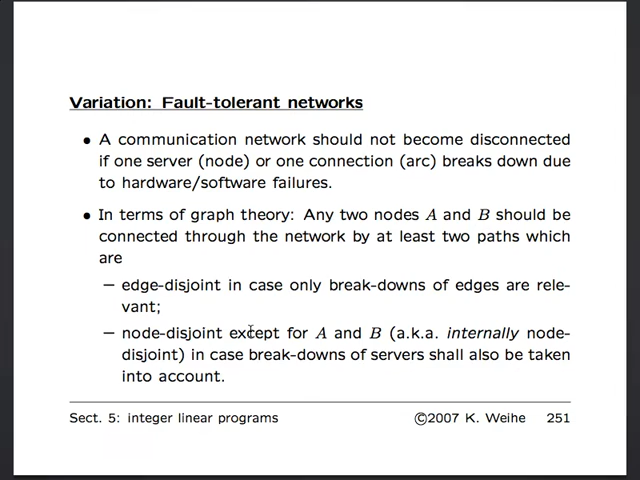 Variation: Fault-tolerant networks
• A communication network should not become disconnected
if one server (node) or one connection (arc) breaks down due
to hardware/software failures.
• In terms of graph theory: Any two nodes A and B should be
connected through the network by at least two paths which
are
– edge-disjoint in case only break-downs of edges are rele-
vant;
– node-disjoint except for A and B (a.k.a. internally node-
disjoint) in case break-downs of servers shall also be taken
into account.
Sect. 5: integer linear programs ©2007 K. Weihe 251